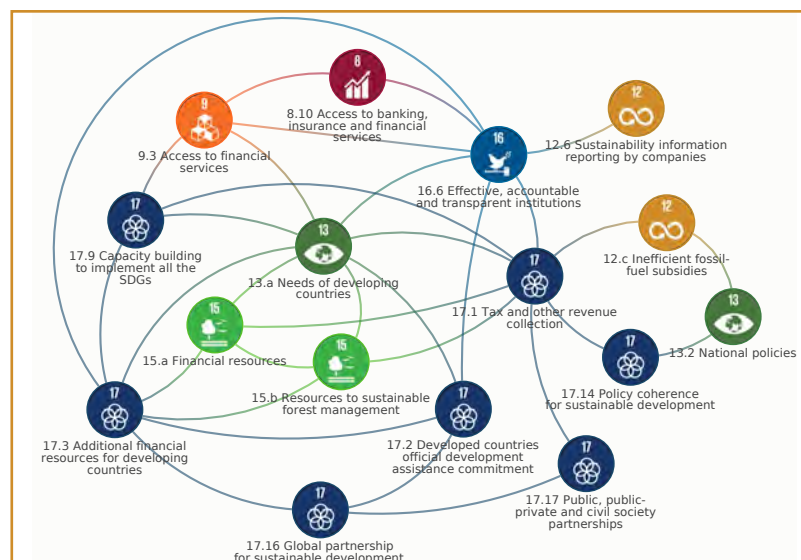 8
8.10 Access to banking,
insurance and financial
services
9
9.3 Access to financial
services
12
12.6 Sustainability information
reporting by companies
16
16.6 Effective, accountable
and transparent institutions
17
17.9 Capacity building
to implement all the
SDGs
13
13.a Needs of developing
countries
12
12.c Inefficient fossil-
fuel subsidies
17
17.1 Tax and other revenue
collection
15
15.a Financial resources
15
15.b Resources to sustainable
forest management
13
13.2 National policies
17
17.14 Policy coherence
for sustainable development
17
17.3 Additional financial
resources for developing
countries
17
17.2 Developed countries
official development
assistance commitment
17
17.17 Public, public-
private and civil society
partnerships
17
17.16 Global partnership
for sustainable development